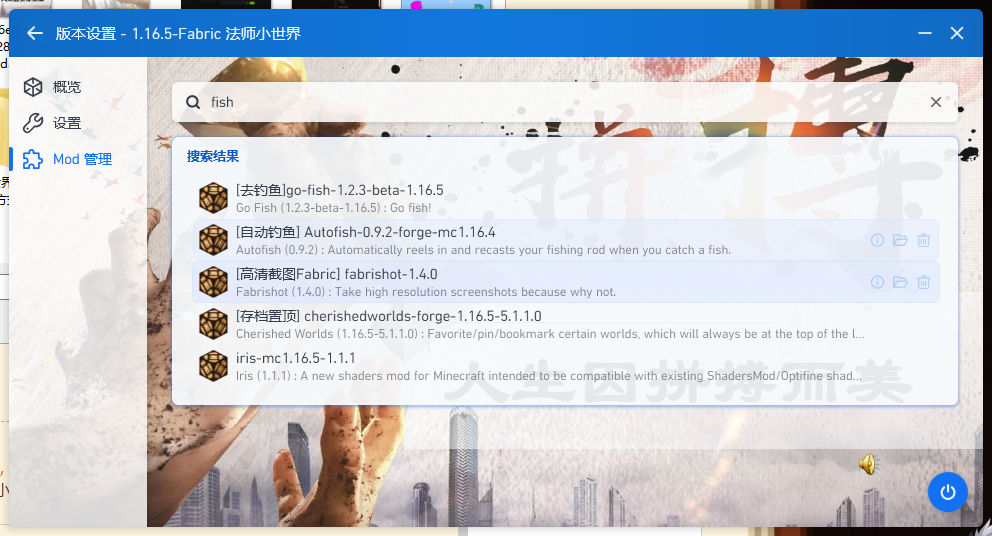 版本设置 - 1.16.5-Fabric 法师小世界
概览
设置
Mod 管理
fish
搜索结果
[去钓鱼]go-fish-1.2.3-beta-1.16.5
Go Fish (1.2.3-beta-1.16.5) : Go fish!
[自动钓鱼] Autofish-0.9.2-forge-mc1.16.4
Autofish (0.9.2) : Automatically reels in and recasts your fishing rod when you catch a fish.
[高清截图Fabric] fabrishot-1.4.0
Fabrishot (1.4.0) : Take high resolution screenshots because why not.
[存档置顶] cherishedworlds-forge-1.16.5-5.1.1.0
Cherished Worlds (1.16.5-5.1.1.0) : Favorite/pin/bookmark certain worlds, which will always be at the top of the l...
iris-mc1.16.5-1.1.1
Iris (1.1.1) : A new shaders mod for Minecraft intended to be compatible with existing ShadersMod/Optifine shad...
拼搏
人生因拼搏而美